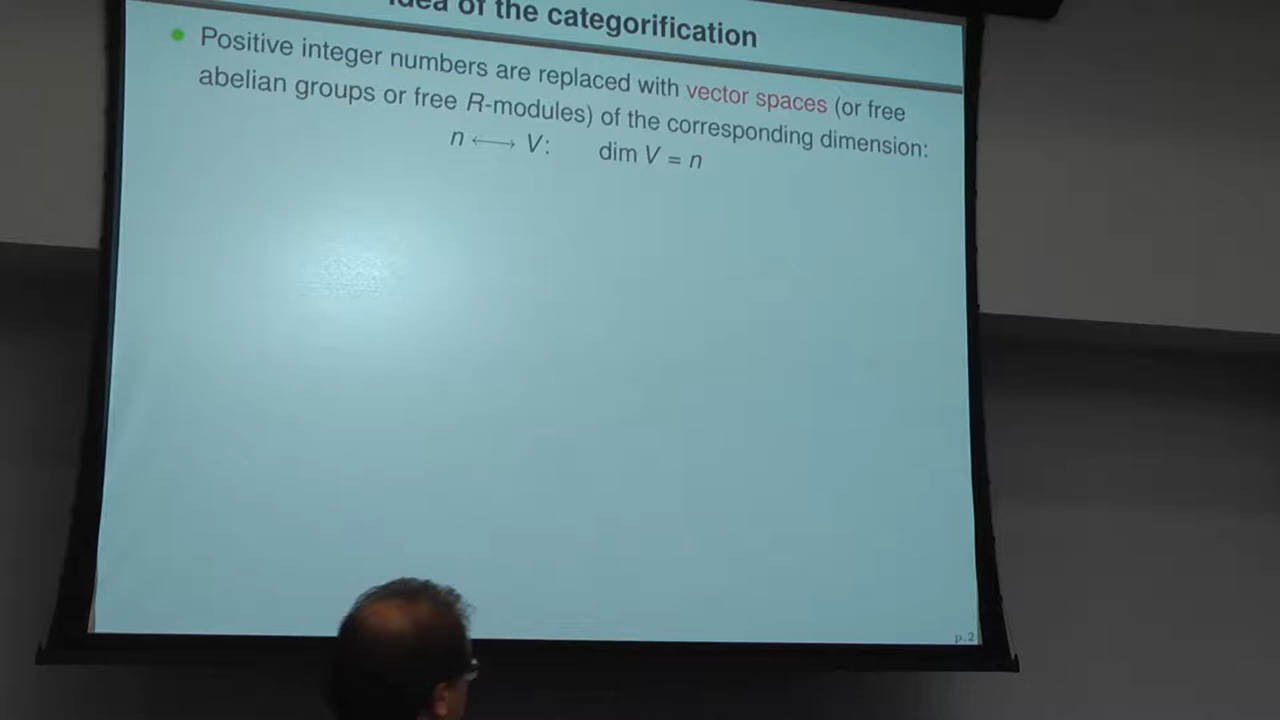 Idea of the categorification
Positive integer numbers are replaced with vector spaces (or free
abelian groups or free R-modules) of the corresponding dimension:
n ⟷ V: dim V = n
p.2